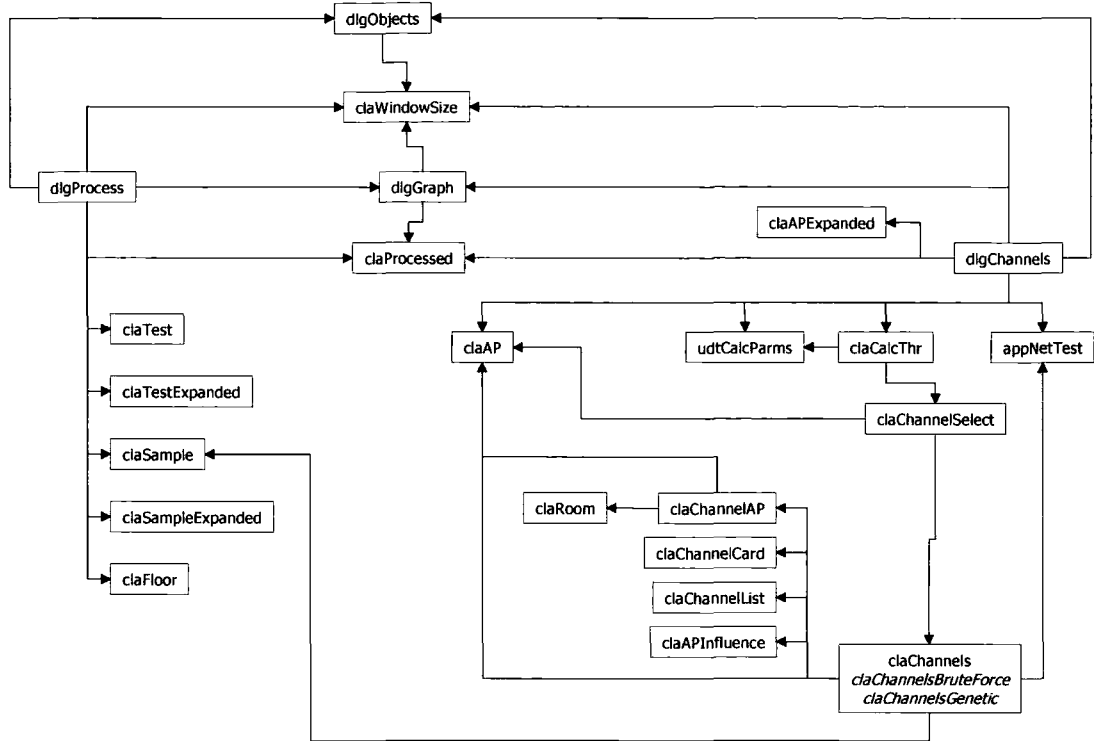 dlgObjects
claWindowSize
dlgProcess
dlgGraph
claAPExpanded
claProcessed
dlgChannels
claTest
claAP
udtCalcParms
claCalcThr
appNetTest
claTestExpanded
claChannelSelect
claSample
claRoom
claChannelAP
claSampleExpanded
claChannelCard
claFloor
claChannelList
claAPInfluence
claChannels
claChannelsBruteForce
claChannelsGenetic